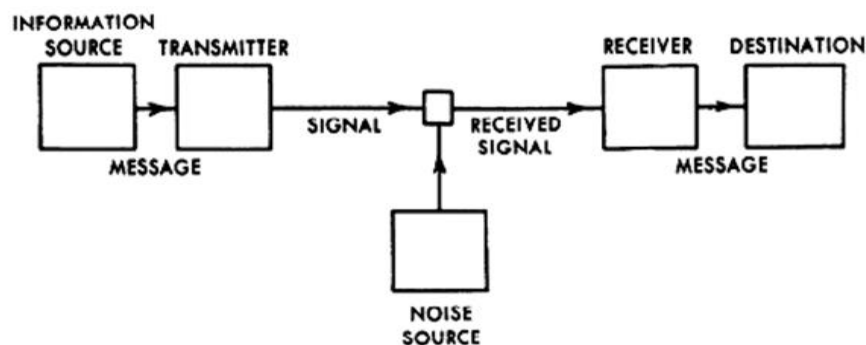 INFORMATION
SOURCE
TRANSMITTER
RECEIVER
DESTINATION
SIGNAL
RECEIVED
SIGNAL
MESSAGE
MESSAGE
NOISE
SOURCE